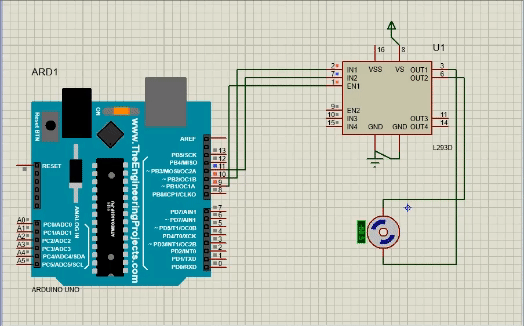 ARD1
ARDUINO UNO
Reset BTN
ON
www.TheEngineeringProjects.com
ANALOG IN
RESET
A0
A1
A2
A3
A4
A5
PC0/ADC0
PC1/ADC1
PC2/ADC2
PC3/ADC3
PC4/ADC4/SDA
PC5/ADC5/SCL
AREF
PB5/SCK
PB4/MISO
~ PB3/MOSI/OC2A
~ PB2/OC1B
~ PB1/OC1A
PB0/ICP1/CLKO
13
12
11
10
9
8
PD7/AIN1
~ PD6/AIN0
~ PD5/T1/OC0B
PD4/T0/XCK
~ PD3/INT1/OC2B
PD2/INT0
PD1/TXD
PD0/RXD
7
6
5
4
3
2
1
0
U1
16
8
2 IN1
7 IN2
1 EN1
VSS
VS
OUT1 3
OUT2 6
9 EN2
10 IN3
15 IN4
GND
GND
OUT3 11
OUT4 14
L293D